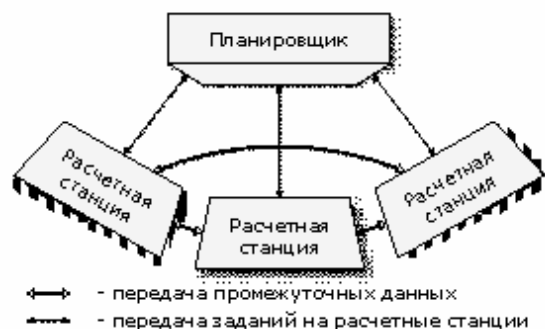 Планировщик
Расчетная
станция
Расчетная
станция
Расчетная
станция
- передача промежуточных данных
- передача заданий на расчетные станции